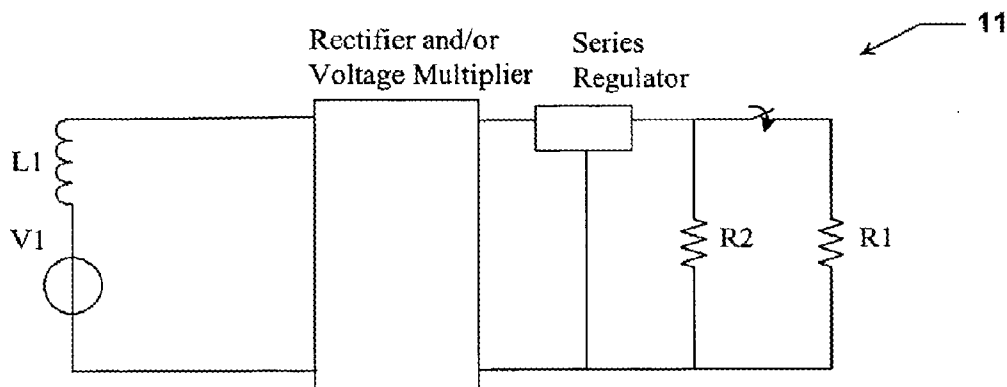 11
Rectifier and/or
Voltage Multiplier
Series
Regulator
L1
V1
R2
R1